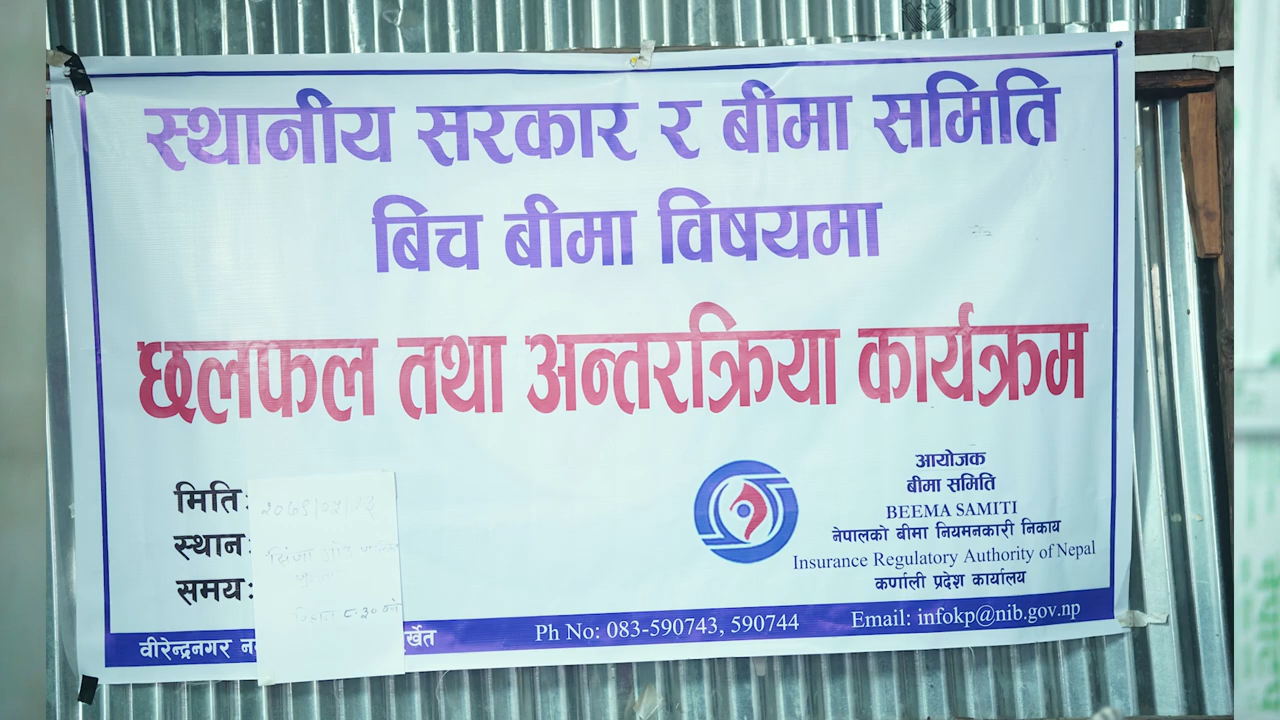 स्थानीय सरकार र बीमा समिति
बिच बीमा विषयमा
छलफल तथा अन्तरक्रिया कार्यक्रम
मिति:
स्थान:
समय:
आयोजक
बीमा समिति
BEEMA SAMITI
नेपालको बीमा नियमनकारी निकाय
Insurance Regulatory Authority of Nepal
कर्णाली प्रदेश कार्यालय
वीरेन्द्रनगर
Ph No: 083-590743, 590744
Email: infokp@nib.gov.np